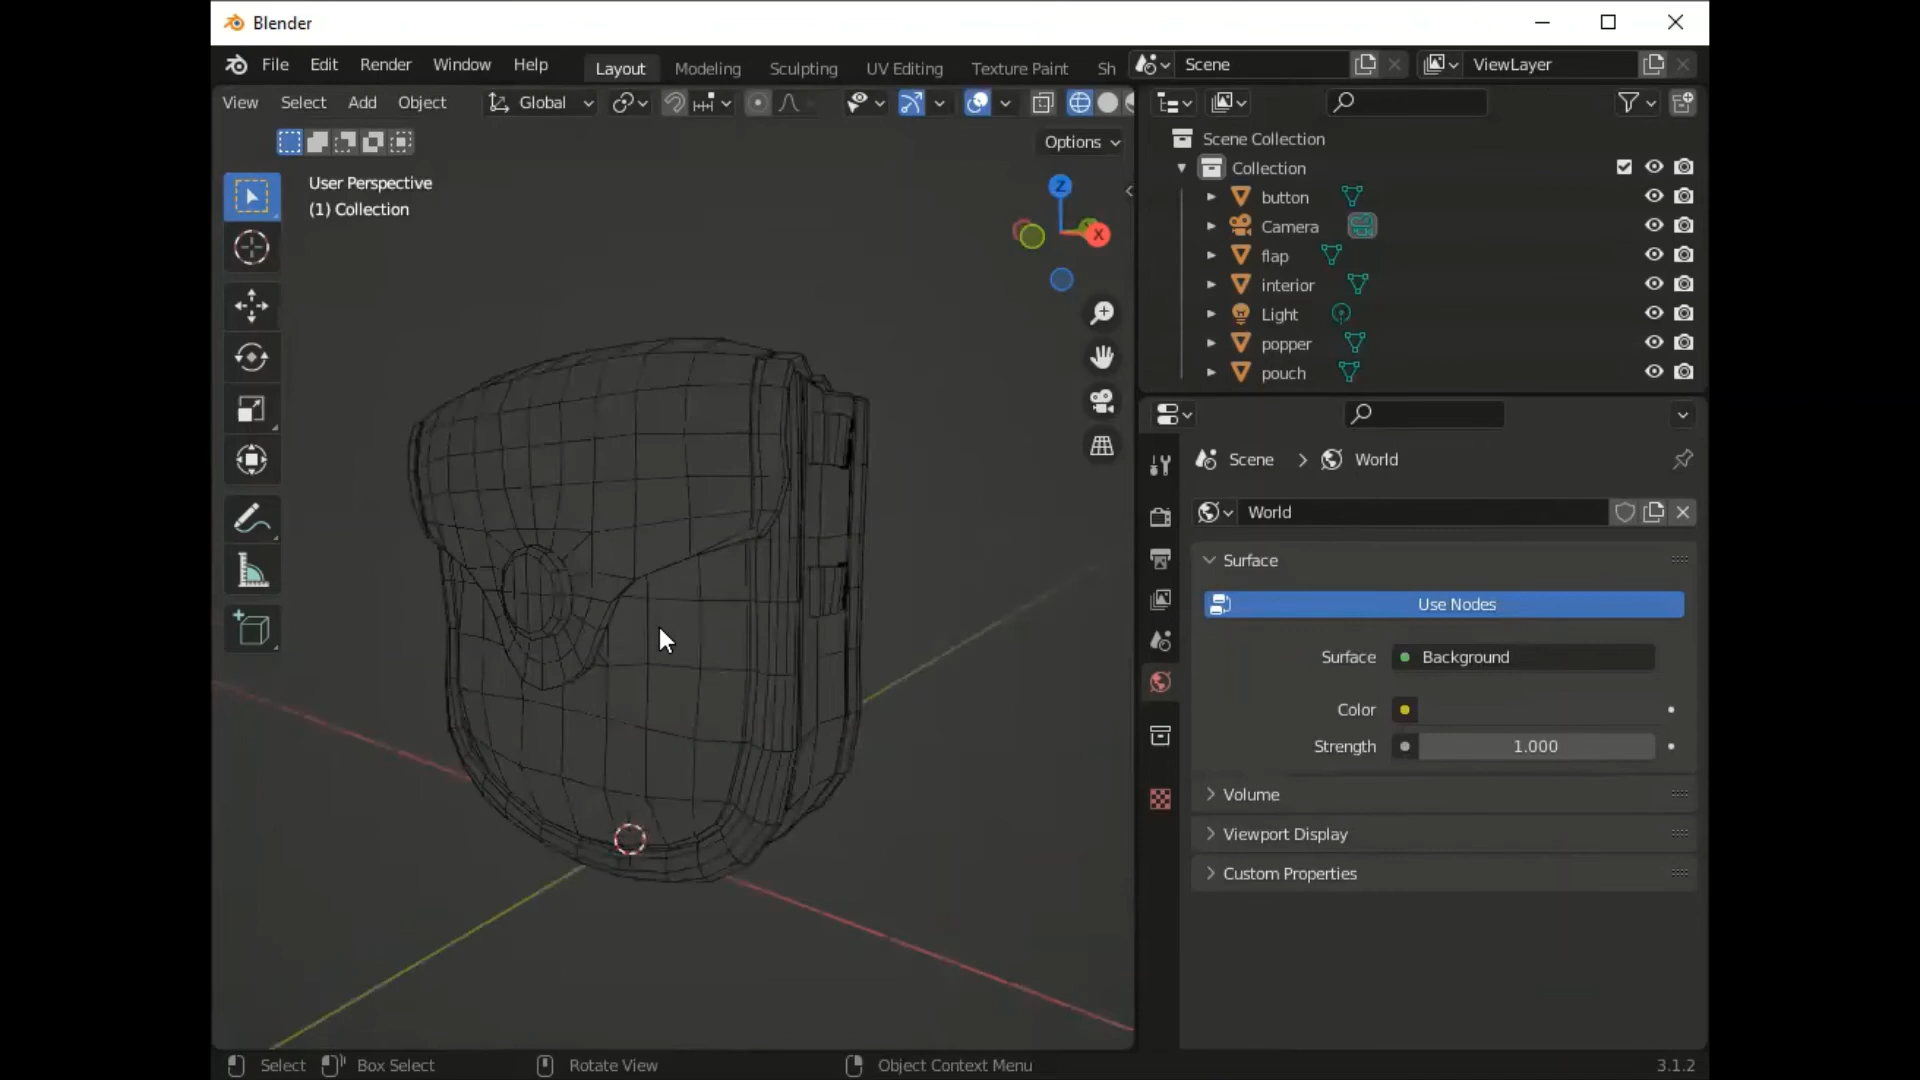 Blender
File Edit Render Window Help Layout Modeling Sculpting UV Editing Texture Paint Sh Scene ViewLayer
View Select Add Object Global
Options
User Perspective
(1) Collection
Z
X
Scene Collection
Collection
button
Camera
flap
interior
Light
popper
pouch
Scene > World
World
Surface
Use Nodes
Surface Background
Color
Strength 1.000
Volume
Viewport Display
Custom Properties
Select Box Select Rotate View Object Context Menu 3.1.2